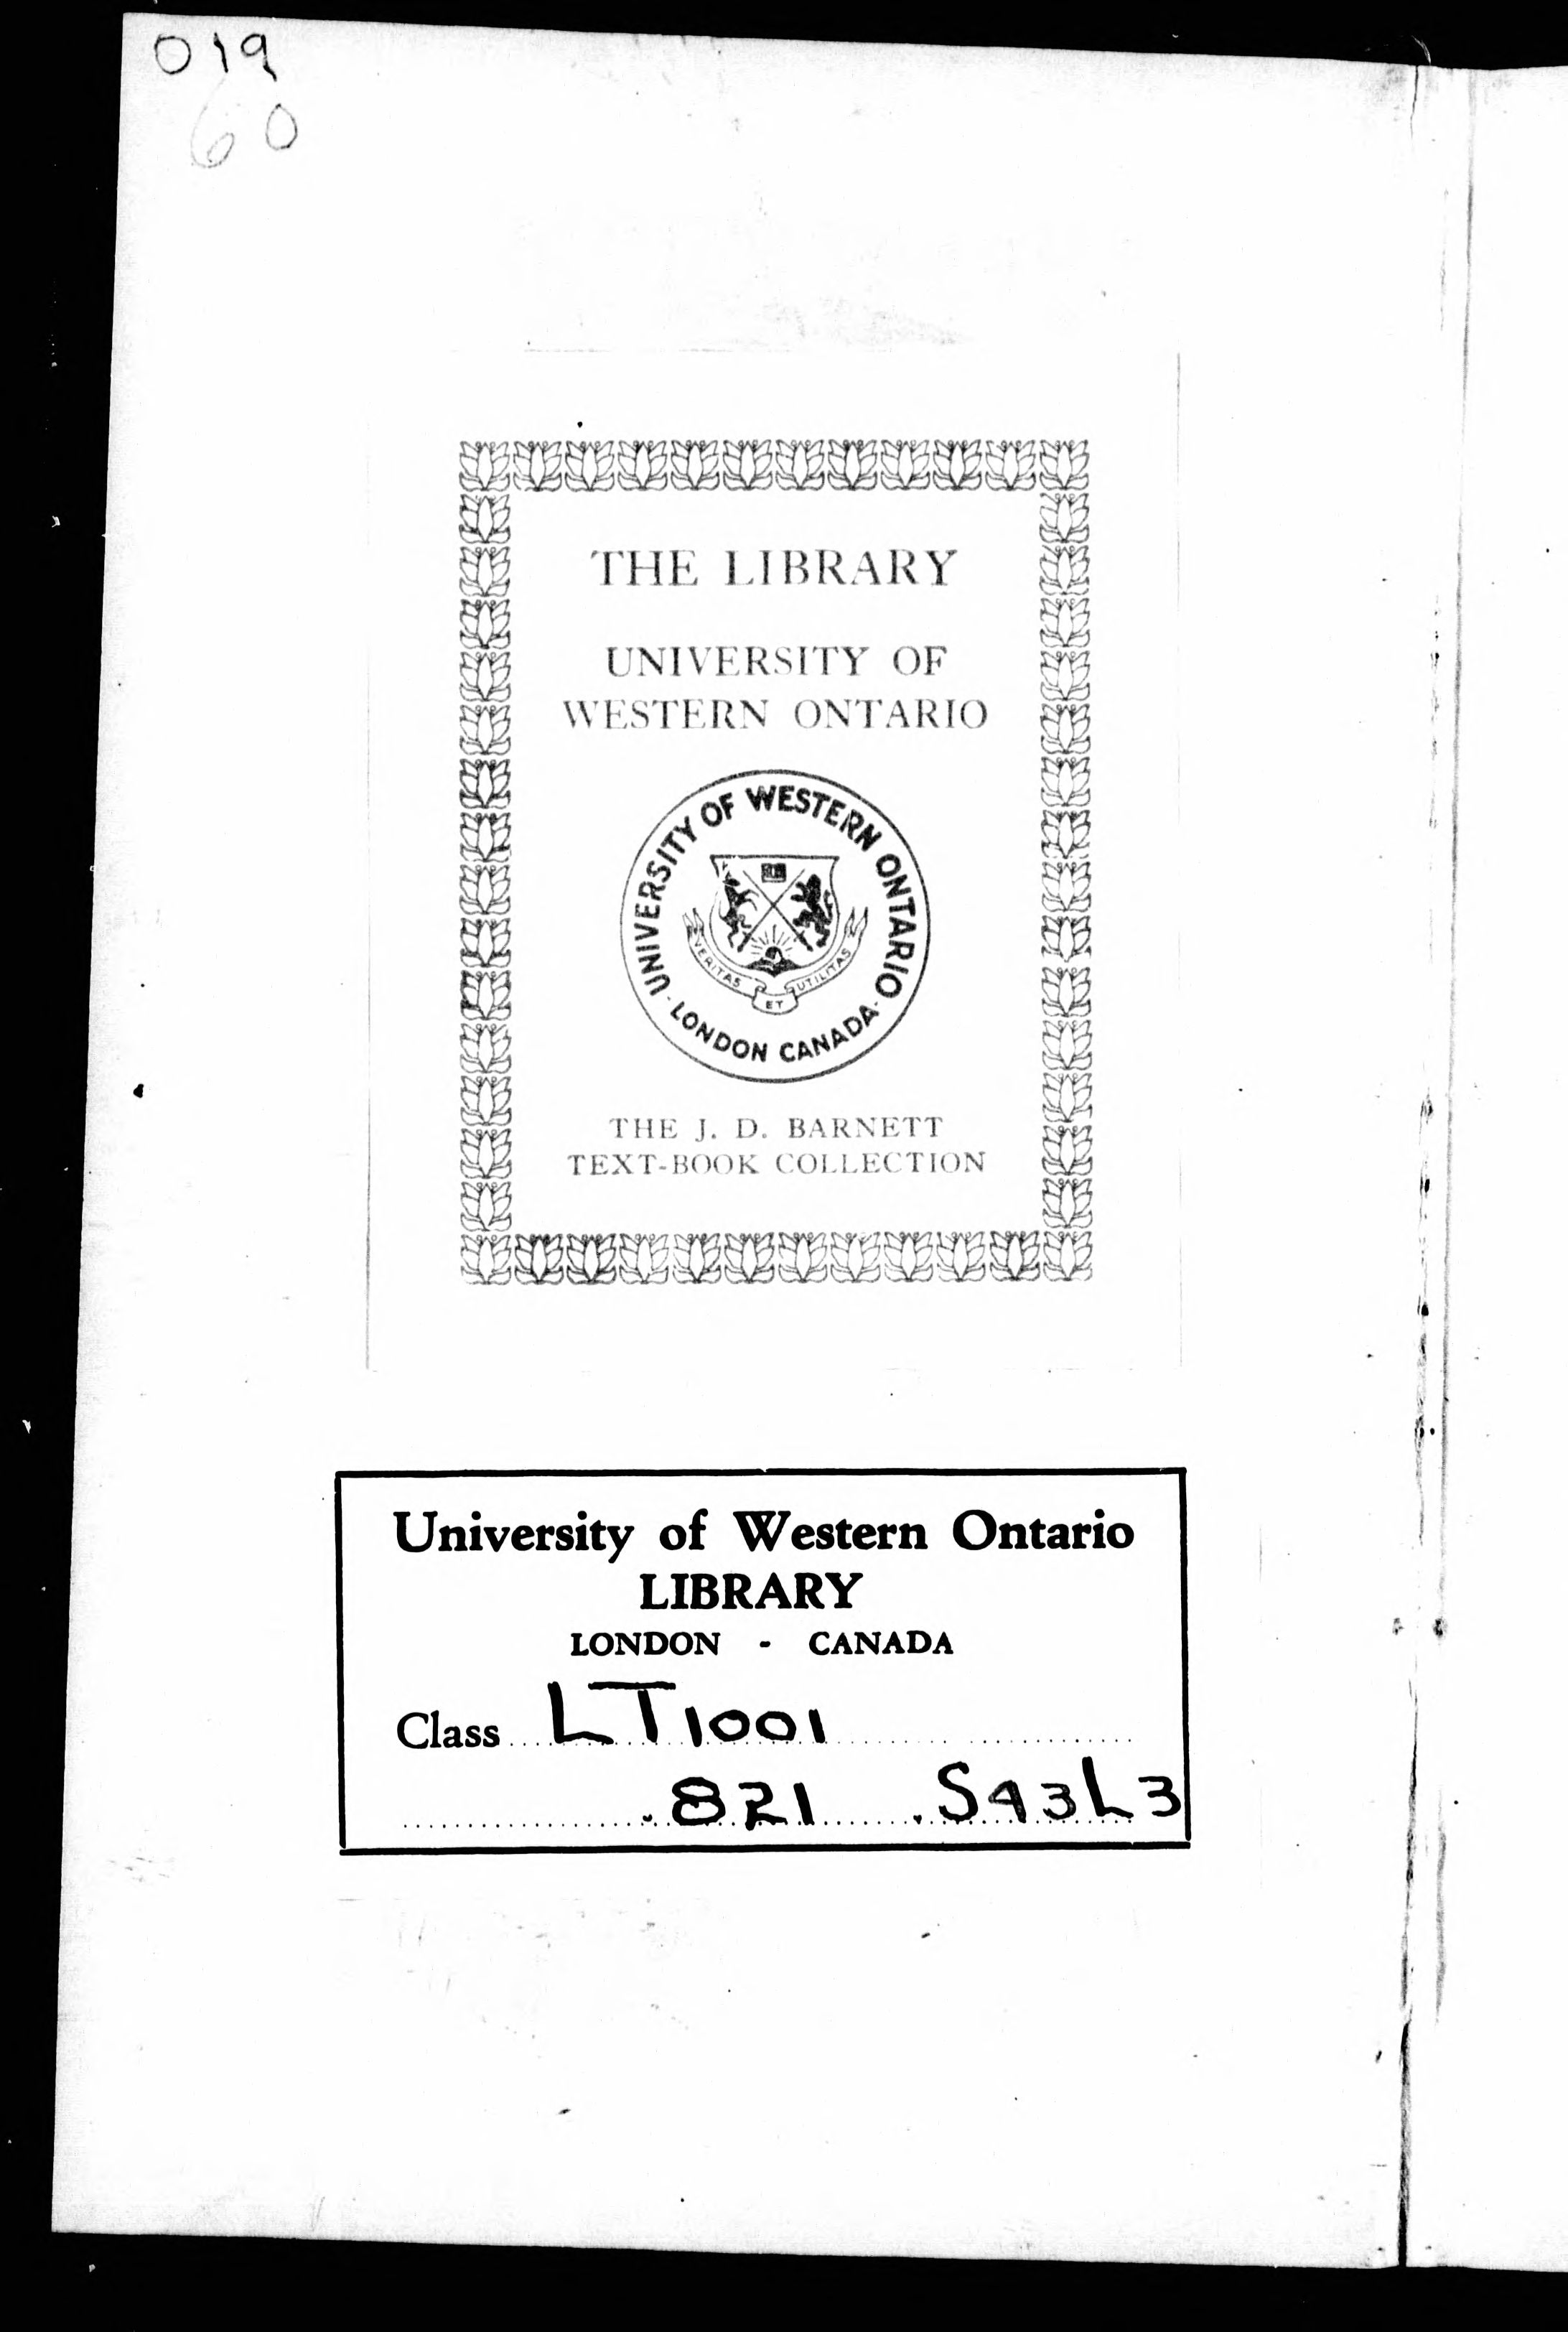 019
60
THE LIBRARY
UNIVERSITY OF
WESTERN ONTARIO
UNIVERSITY OF WESTERN ONTARIO
VERITAS ET UTILITAS
· LONDON CANADA ·
THE J. D. BARNETT
TEXT-BOOK COLLECTION
University of Western Ontario
LIBRARY
LONDON - CANADA
Class LT1001
.821 .S43L3